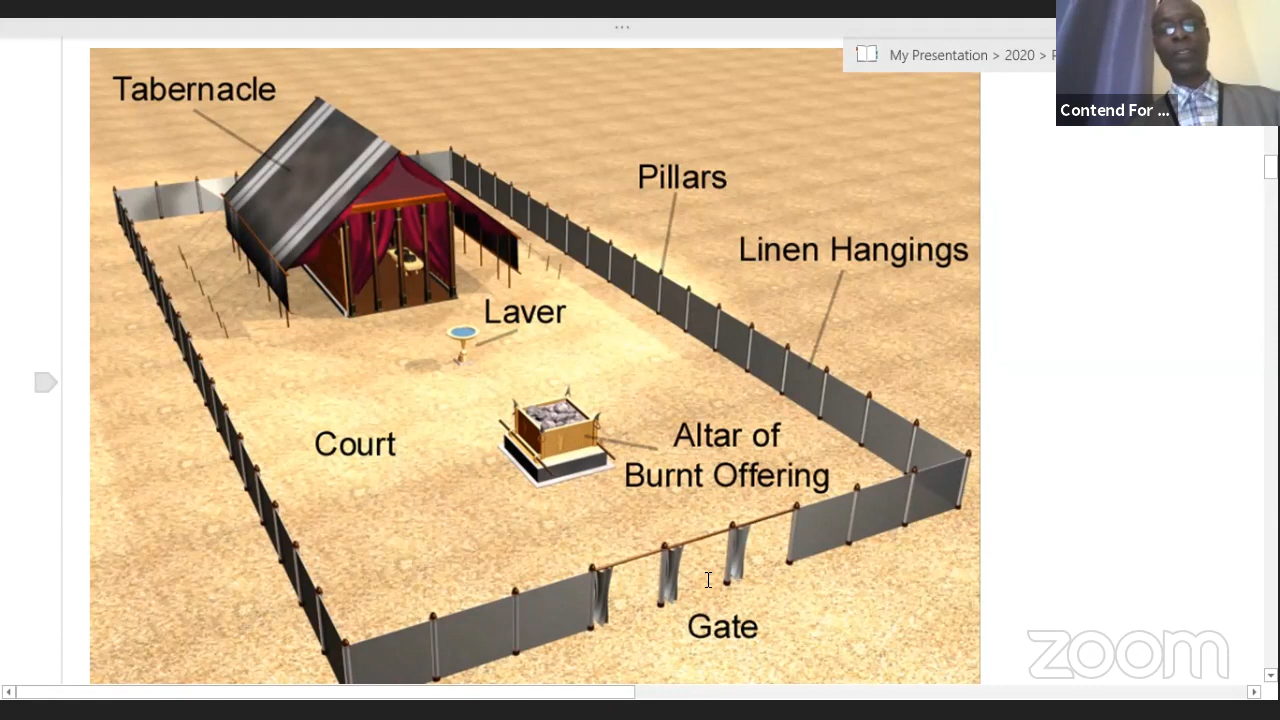 My Presentation > 2020 >
Contend For ...
Tabernacle
Pillars
Linen Hangings
Laver
Court
Altar of
Burnt Offering
Gate
zoom